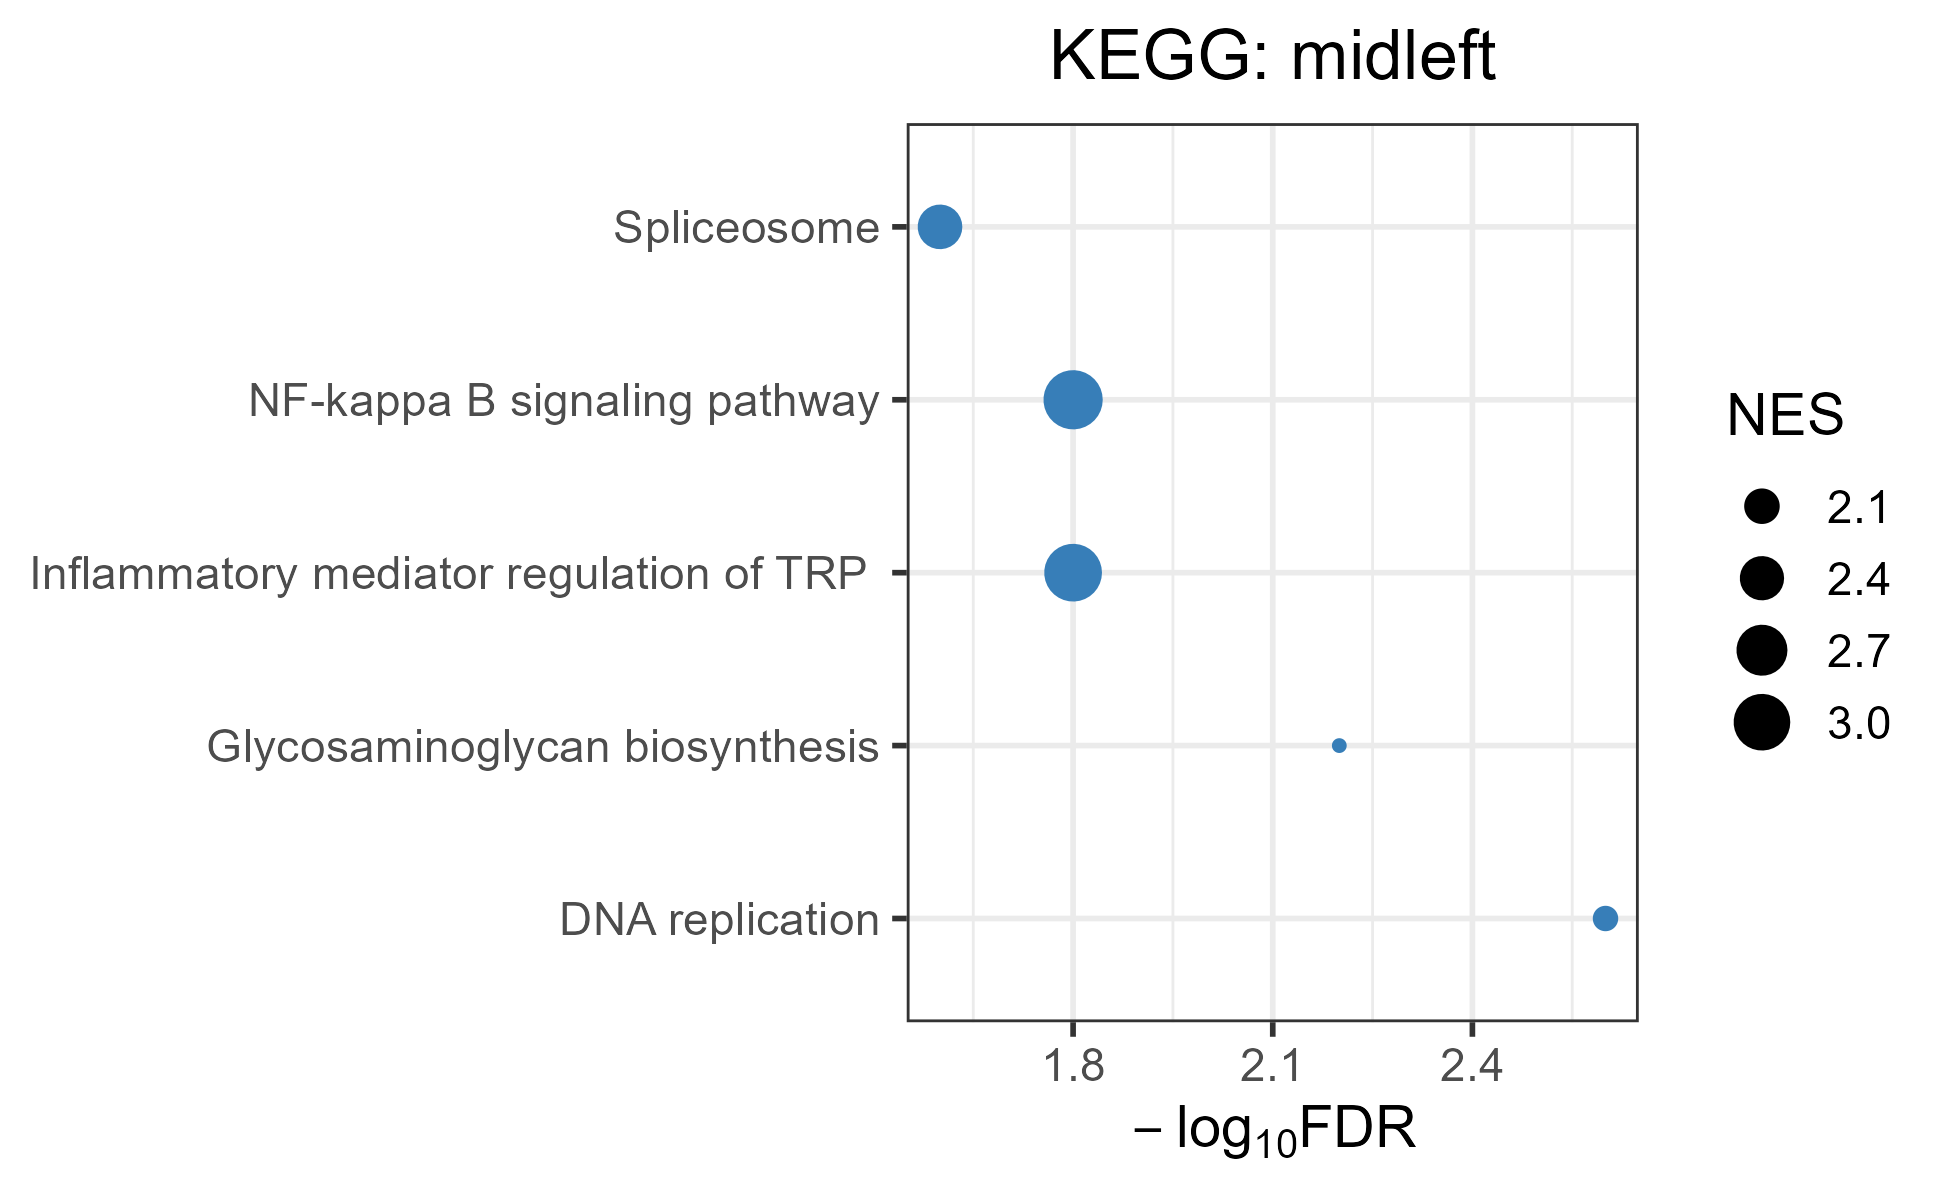 KEGG: midleft
Spliceosome
NF-kappa B signaling pathway
Inflammatory mediator regulation of TRP
Glycosaminoglycan biosynthesis
DNA replication
1.8 2.1 2.4
− log₁₀FDR
NES
2.1
2.4
2.7
3.0